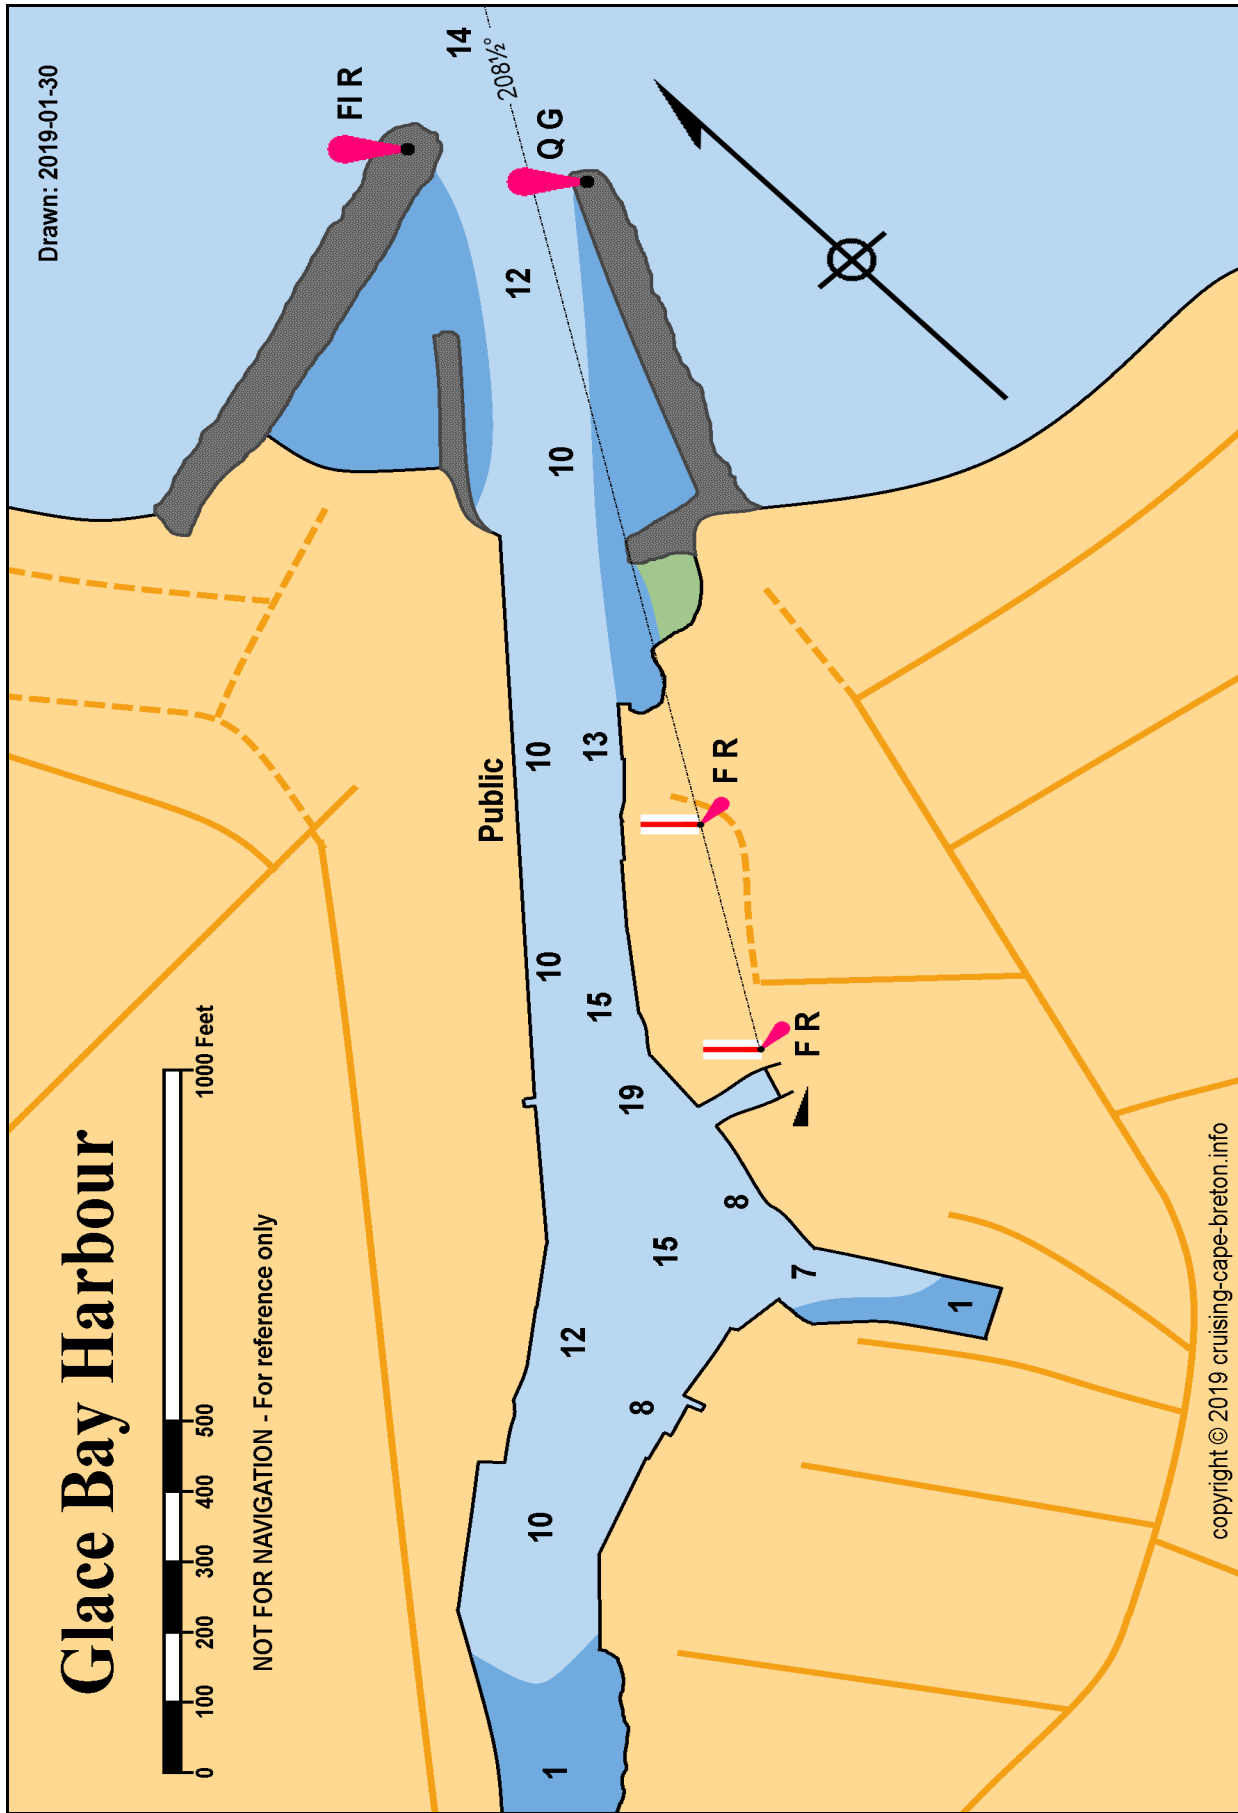 Glace Bay Harbour
Drawn: 2019-01-30
0 100 200 300 400 500 1000 Feet
NOT FOR NAVIGATION - For reference only
Fl R
14
208½°
Public
12
Q G
10
10
10
1
10
12
13
15
19
8
15
F R
8
7
F R
1
copyright © 2019 cruising-cape-breton.info